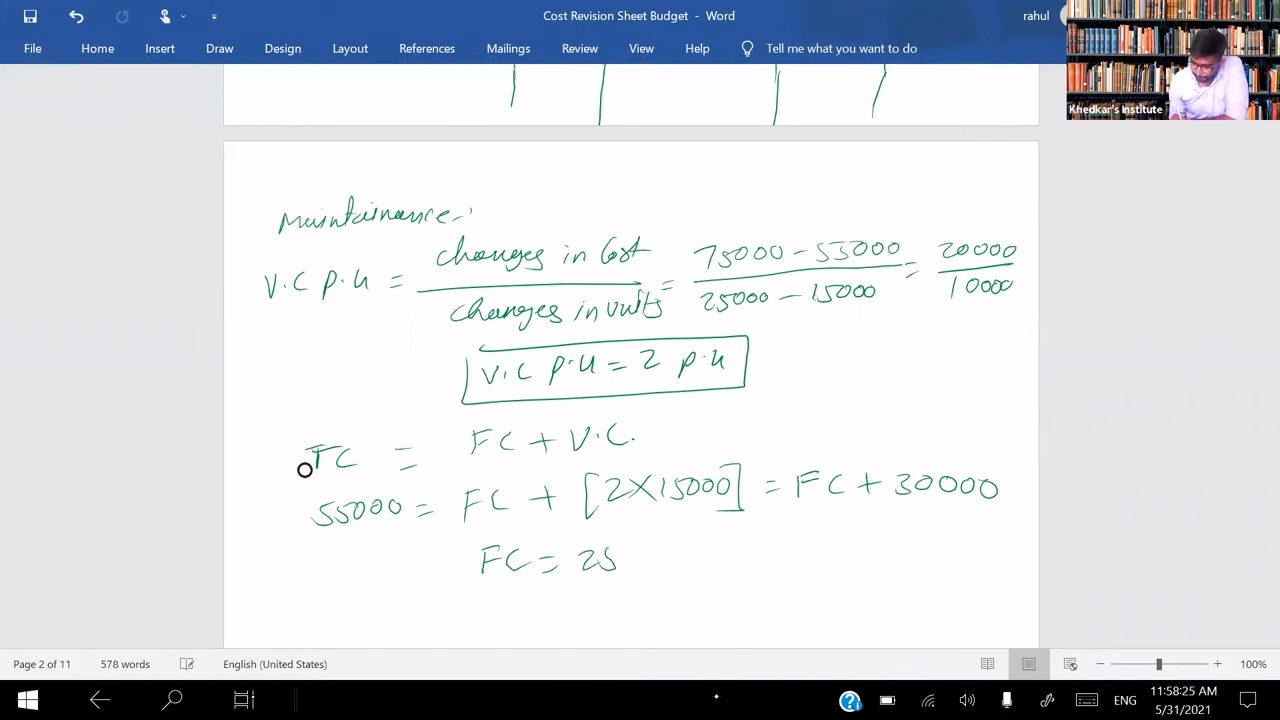 Cost Revision Sheet Budget - Word
rahul
File Home Insert Draw Design Layout References Mailings Review View Help Tell me what you want to do
Khedkar's Institute
Maintainance:
V.C p.u = changes in Cost / changes in units = 75000 - 55000 / 25000 - 15000 = 20000 / 10000
V.C p.u = 2 p.u
TC = FC + V.C.
55000 = FC + [2X15000] = FC + 30000
FC = 25
Page 2 of 11 578 words English (United States) 100%
ENG
11:58:25 AM
5/31/2021